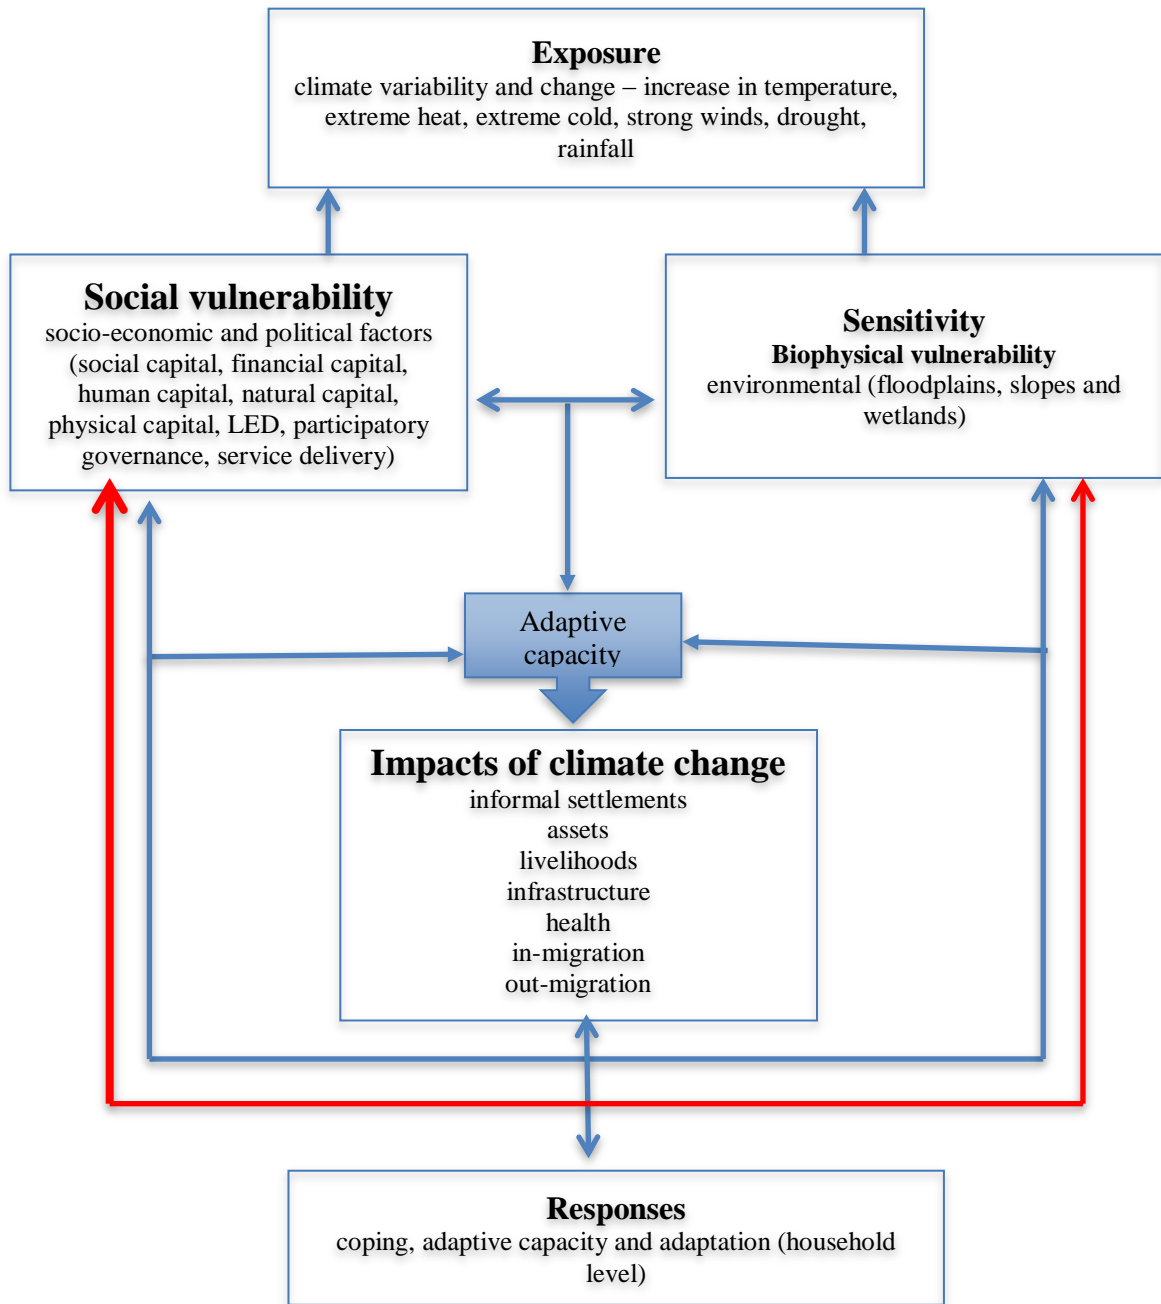 Exposure
climate variability and change – increase in temperature,
extreme heat, extreme cold, strong winds, drought,
rainfall
Social vulnerability
socio-economic and political factors
(social capital, financial capital,
human capital, natural capital,
physical capital, LED, participatory
governance, service delivery)
Sensitivity
Biophysical vulnerability
environmental (floodplains, slopes and
wetlands)
Adaptive
capacity
Impacts of climate change
informal settlements
assets
livelihoods
infrastructure
health
in-migration
out-migration
Responses
coping, adaptive capacity and adaptation (household
level)